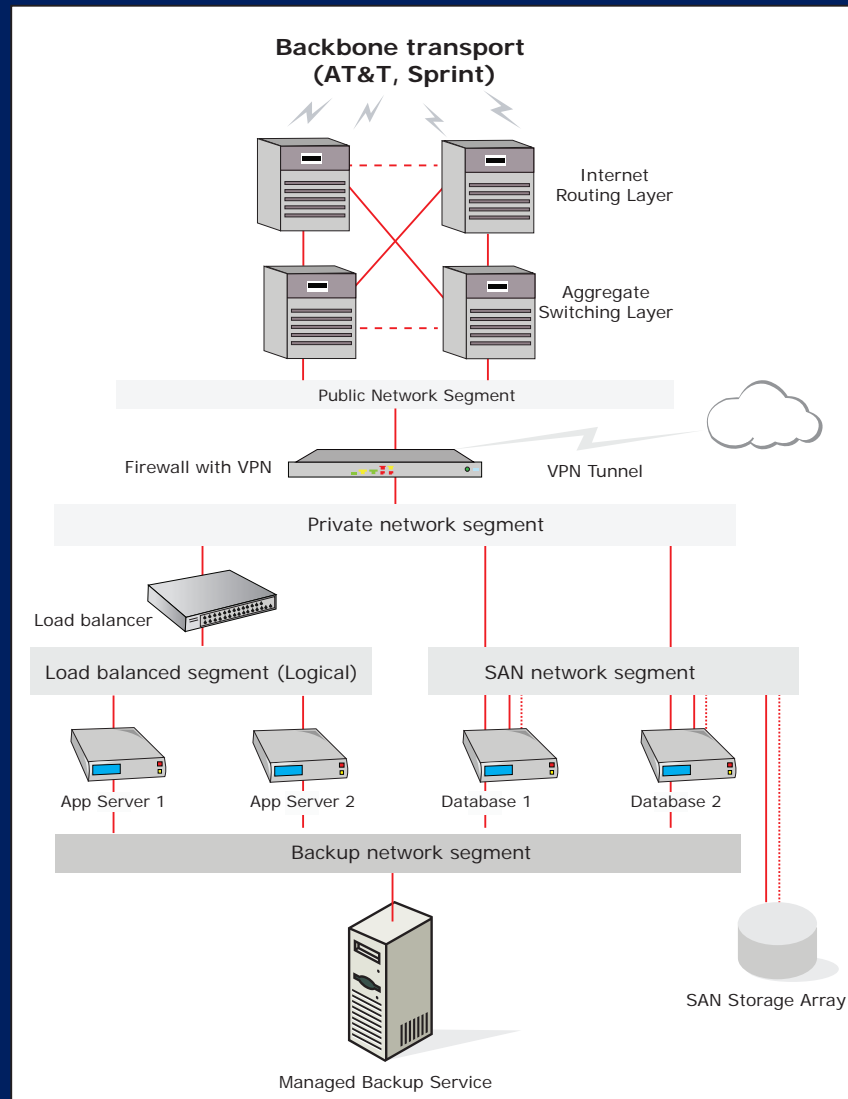 Backbone transport
(AT&T, Sprint)
Internet
Routing Layer
Aggregate
Switching Layer
Public Network Segment
Firewall with VPN
VPN Tunnel
Private network segment
Load balancer
Load balanced segment (Logical)
SAN network segment
App Server 1
App Server 2
Database 1
Database 2
Backup network segment
SAN Storage Array
Managed Backup Service